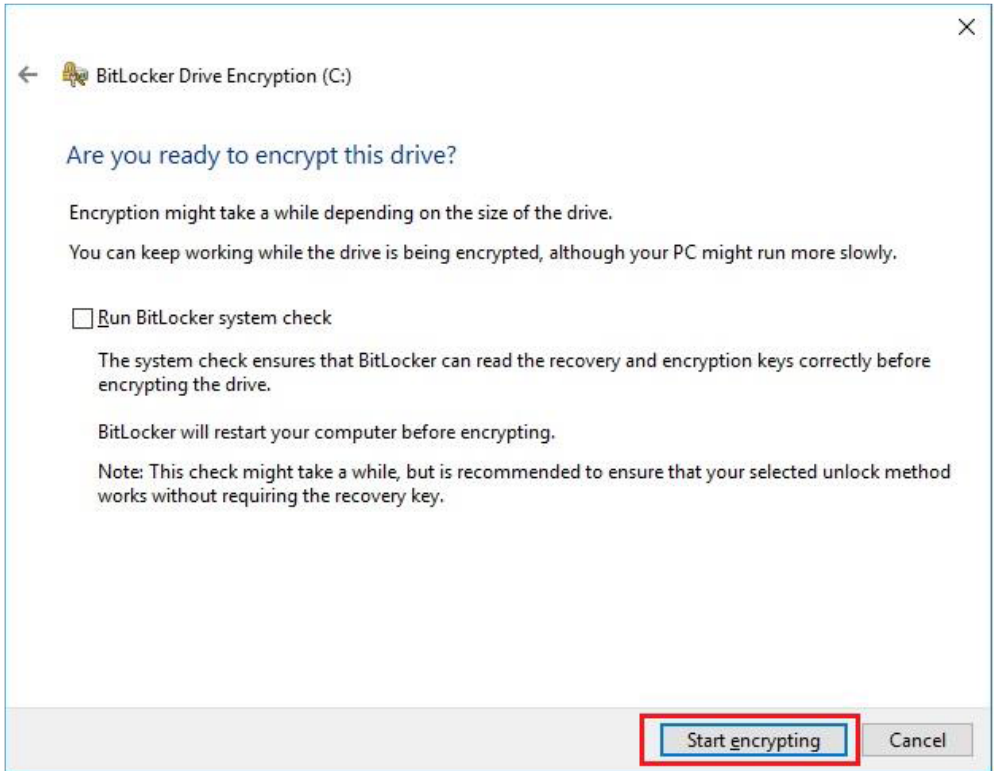 BitLocker Drive Encryption (C:)
Are you ready to encrypt this drive?
Encryption might take a while depending on the size of the drive.
You can keep working while the drive is being encrypted, although your PC might run more slowly.
Run BitLocker system check
The system check ensures that BitLocker can read the recovery and encryption keys correctly before
encrypting the drive.
BitLocker will restart your computer before encrypting.
Note: This check might take a while, but is recommended to ensure that your selected unlock method
works without requiring the recovery key.
Start encrypting
Cancel